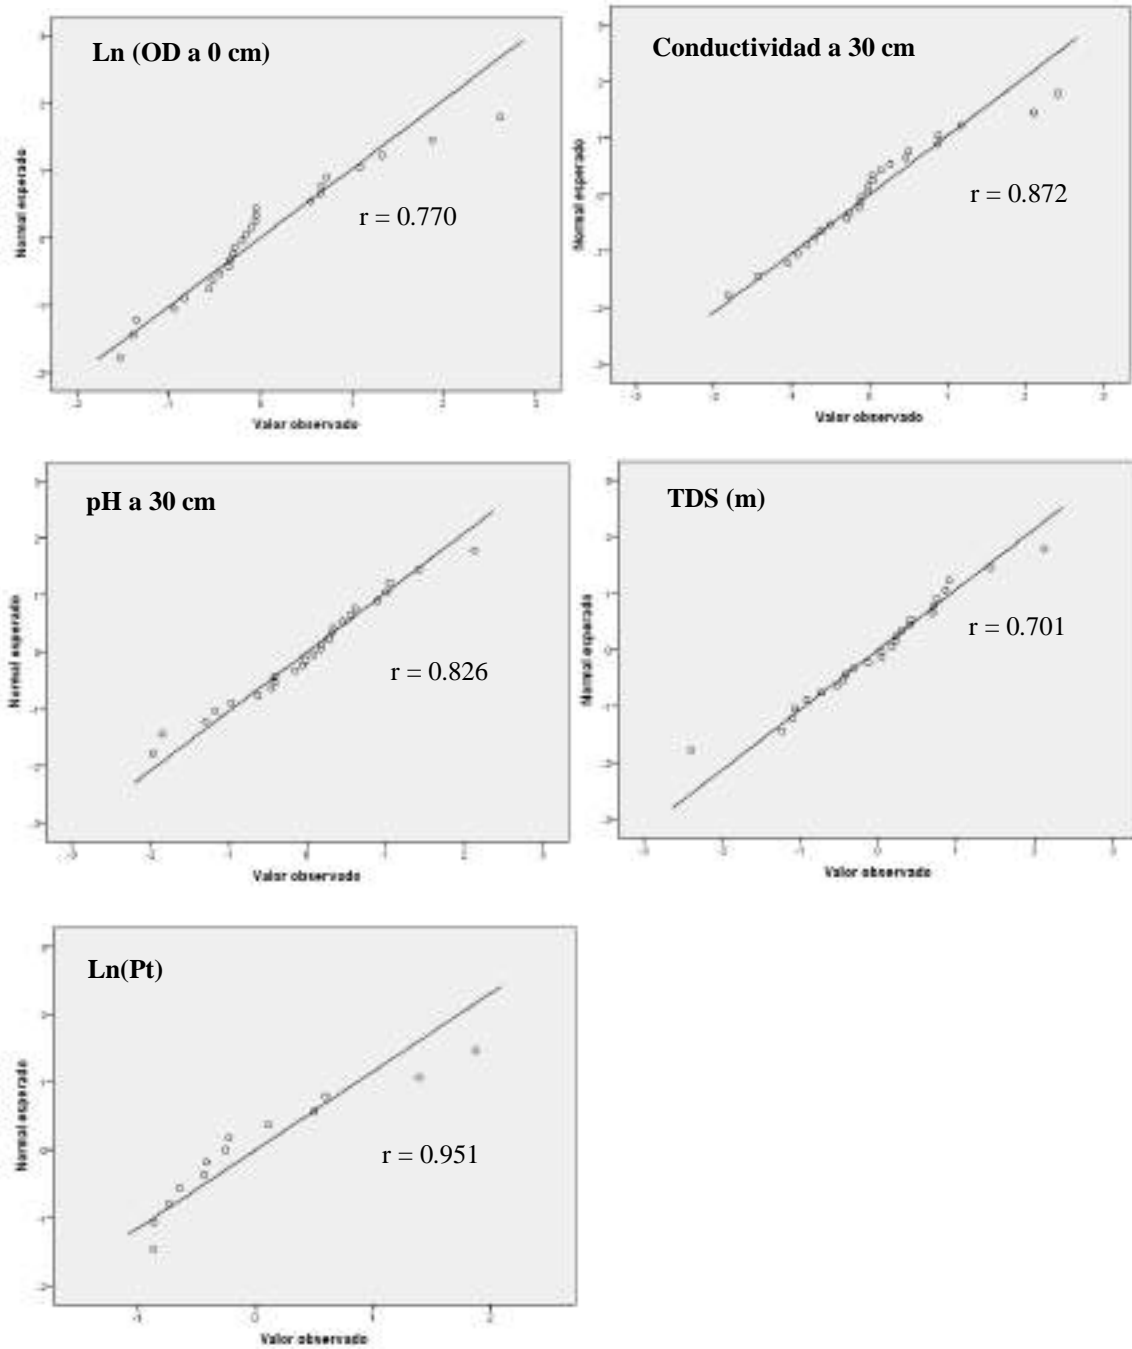 Ln (OD a 0 cm)
r = 0.770
Normal esperado
Valor observado
Conductividad a 30 cm
r = 0.872
Normal esperado
Valor observado
pH a 30 cm
r = 0.826
Normal esperado
Valor observado
TDS (m)
r = 0.701
Normal esperado
Valor observado
Ln(Pt)
r = 0.951
Normal esperado
Valor observado